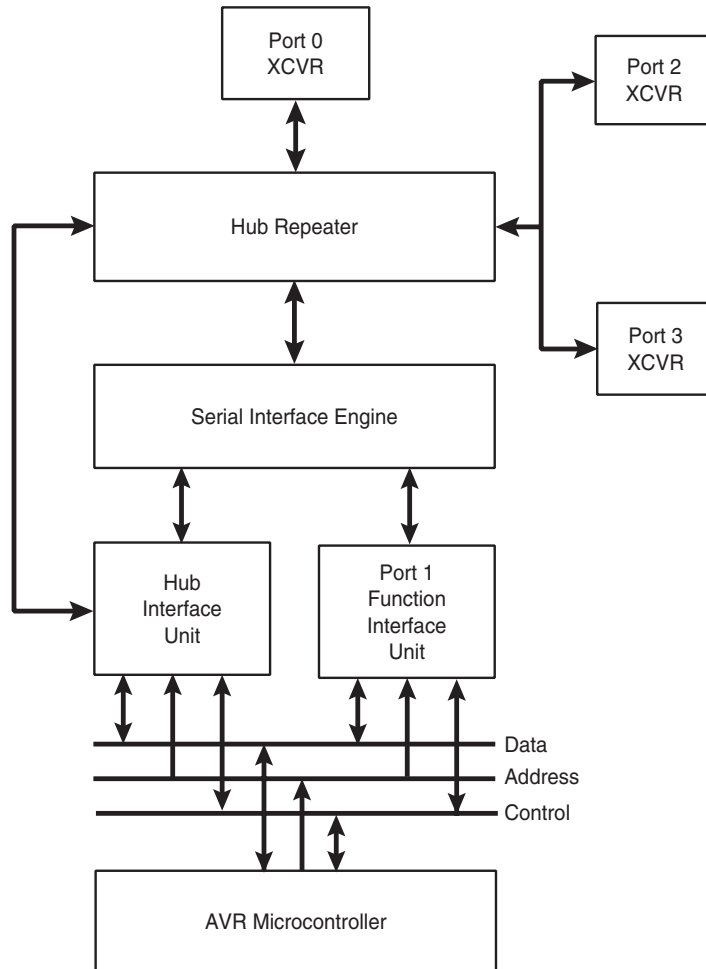 Port 0
XCVR
Port 2
XCVR
Hub Repeater
Port 3
XCVR
Serial Interface Engine
Hub
Interface
Unit
Port 1
Function
Interface
Unit
Data
Address
Control
AVR Microcontroller